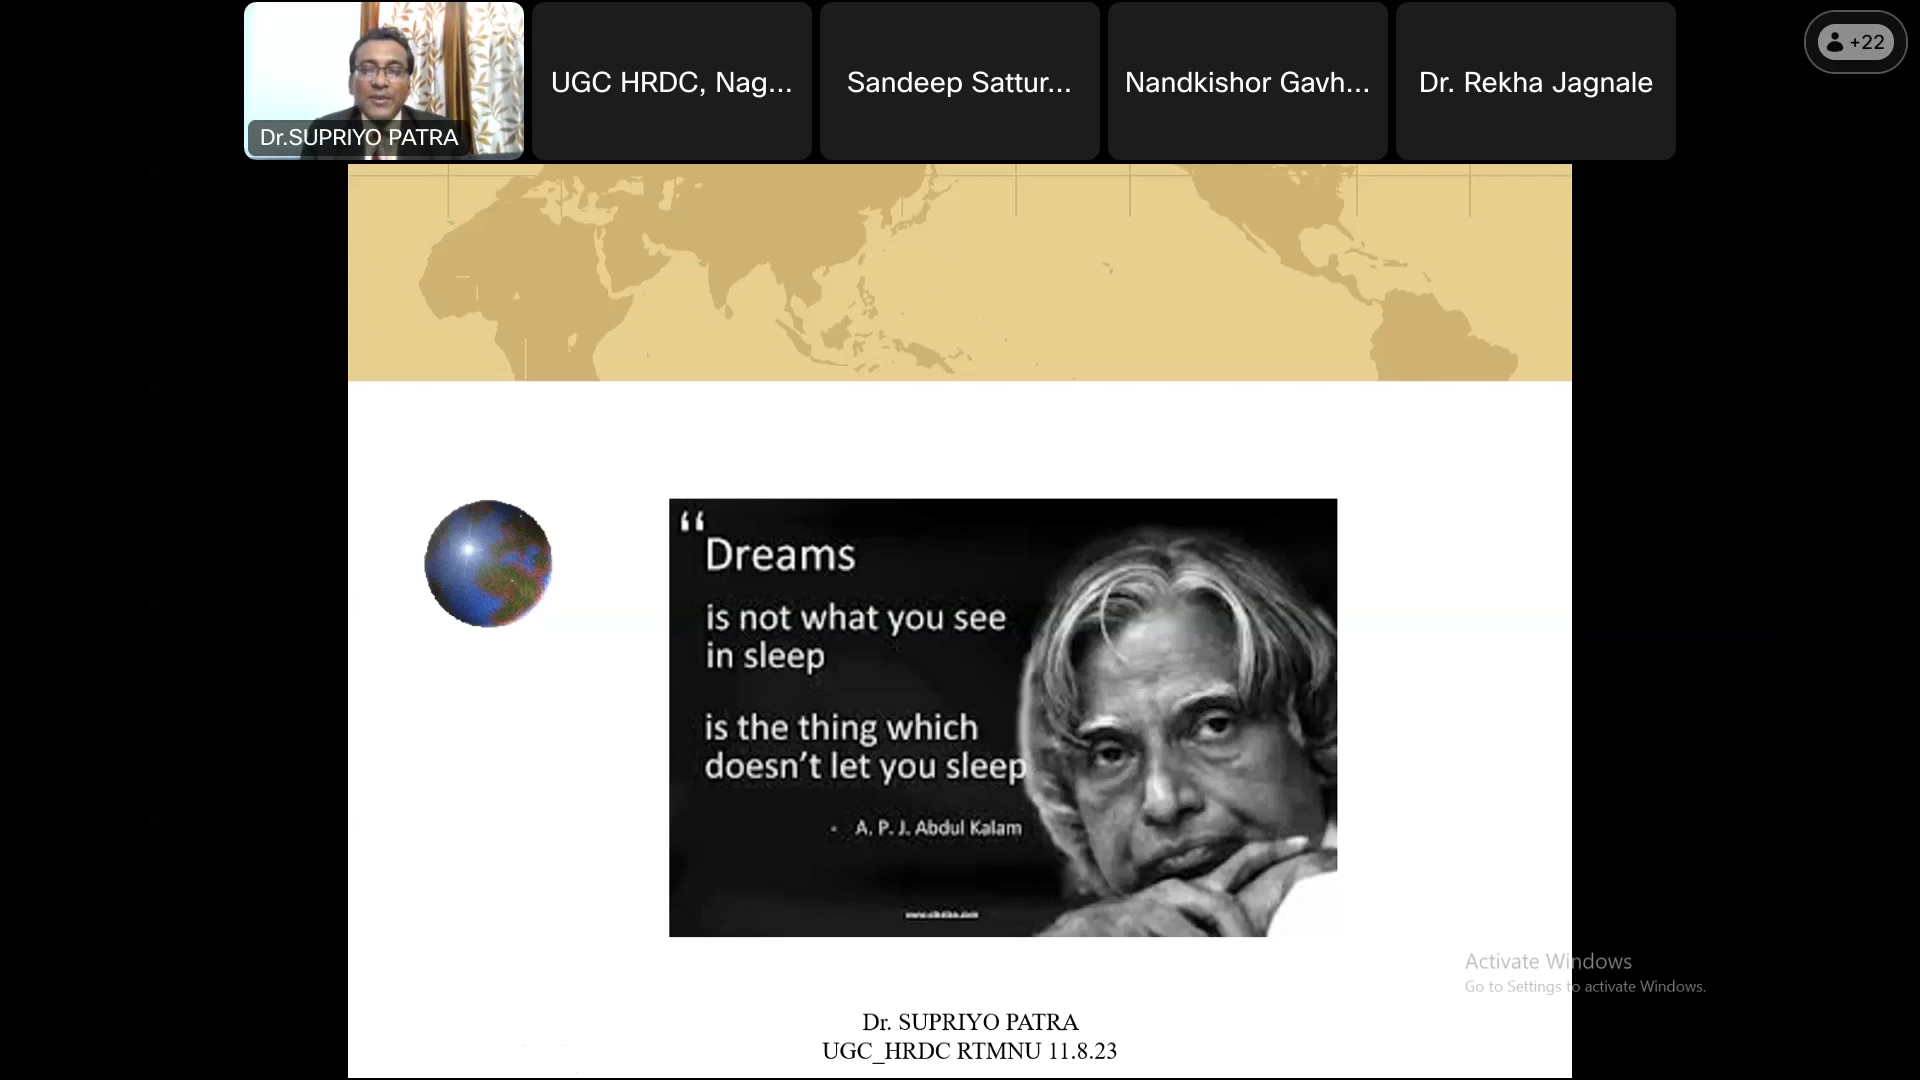 Dr.SUPRIYO PATRA
UGC HRDC, Nag...
Sandeep Sattur...
Nandkishor Gavh...
Dr. Rekha Jagnale
+22
“
Dreams
is not what you see
in sleep
is the thing which
doesn’t let you sleep
- A. P. J. Abdul Kalam
Activate Windows
Go to Settings to activate Windows.
Dr. SUPRIYO PATRA
UGC_HRDC RTMNU 11.8.23